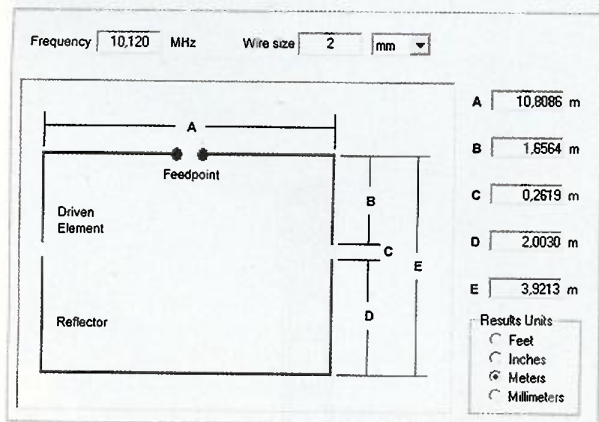 Frequency 10,120 MHz Wire size 2 mm
A
Feedpoint
Driven
Element
B
C
E
D
Reflector
A 10,8086 m
B 1,6564 m
C 0,2619 m
D 2,0030 m
E 3,9213 m
Results Units
Feet
Inches
Meters
Millimeters